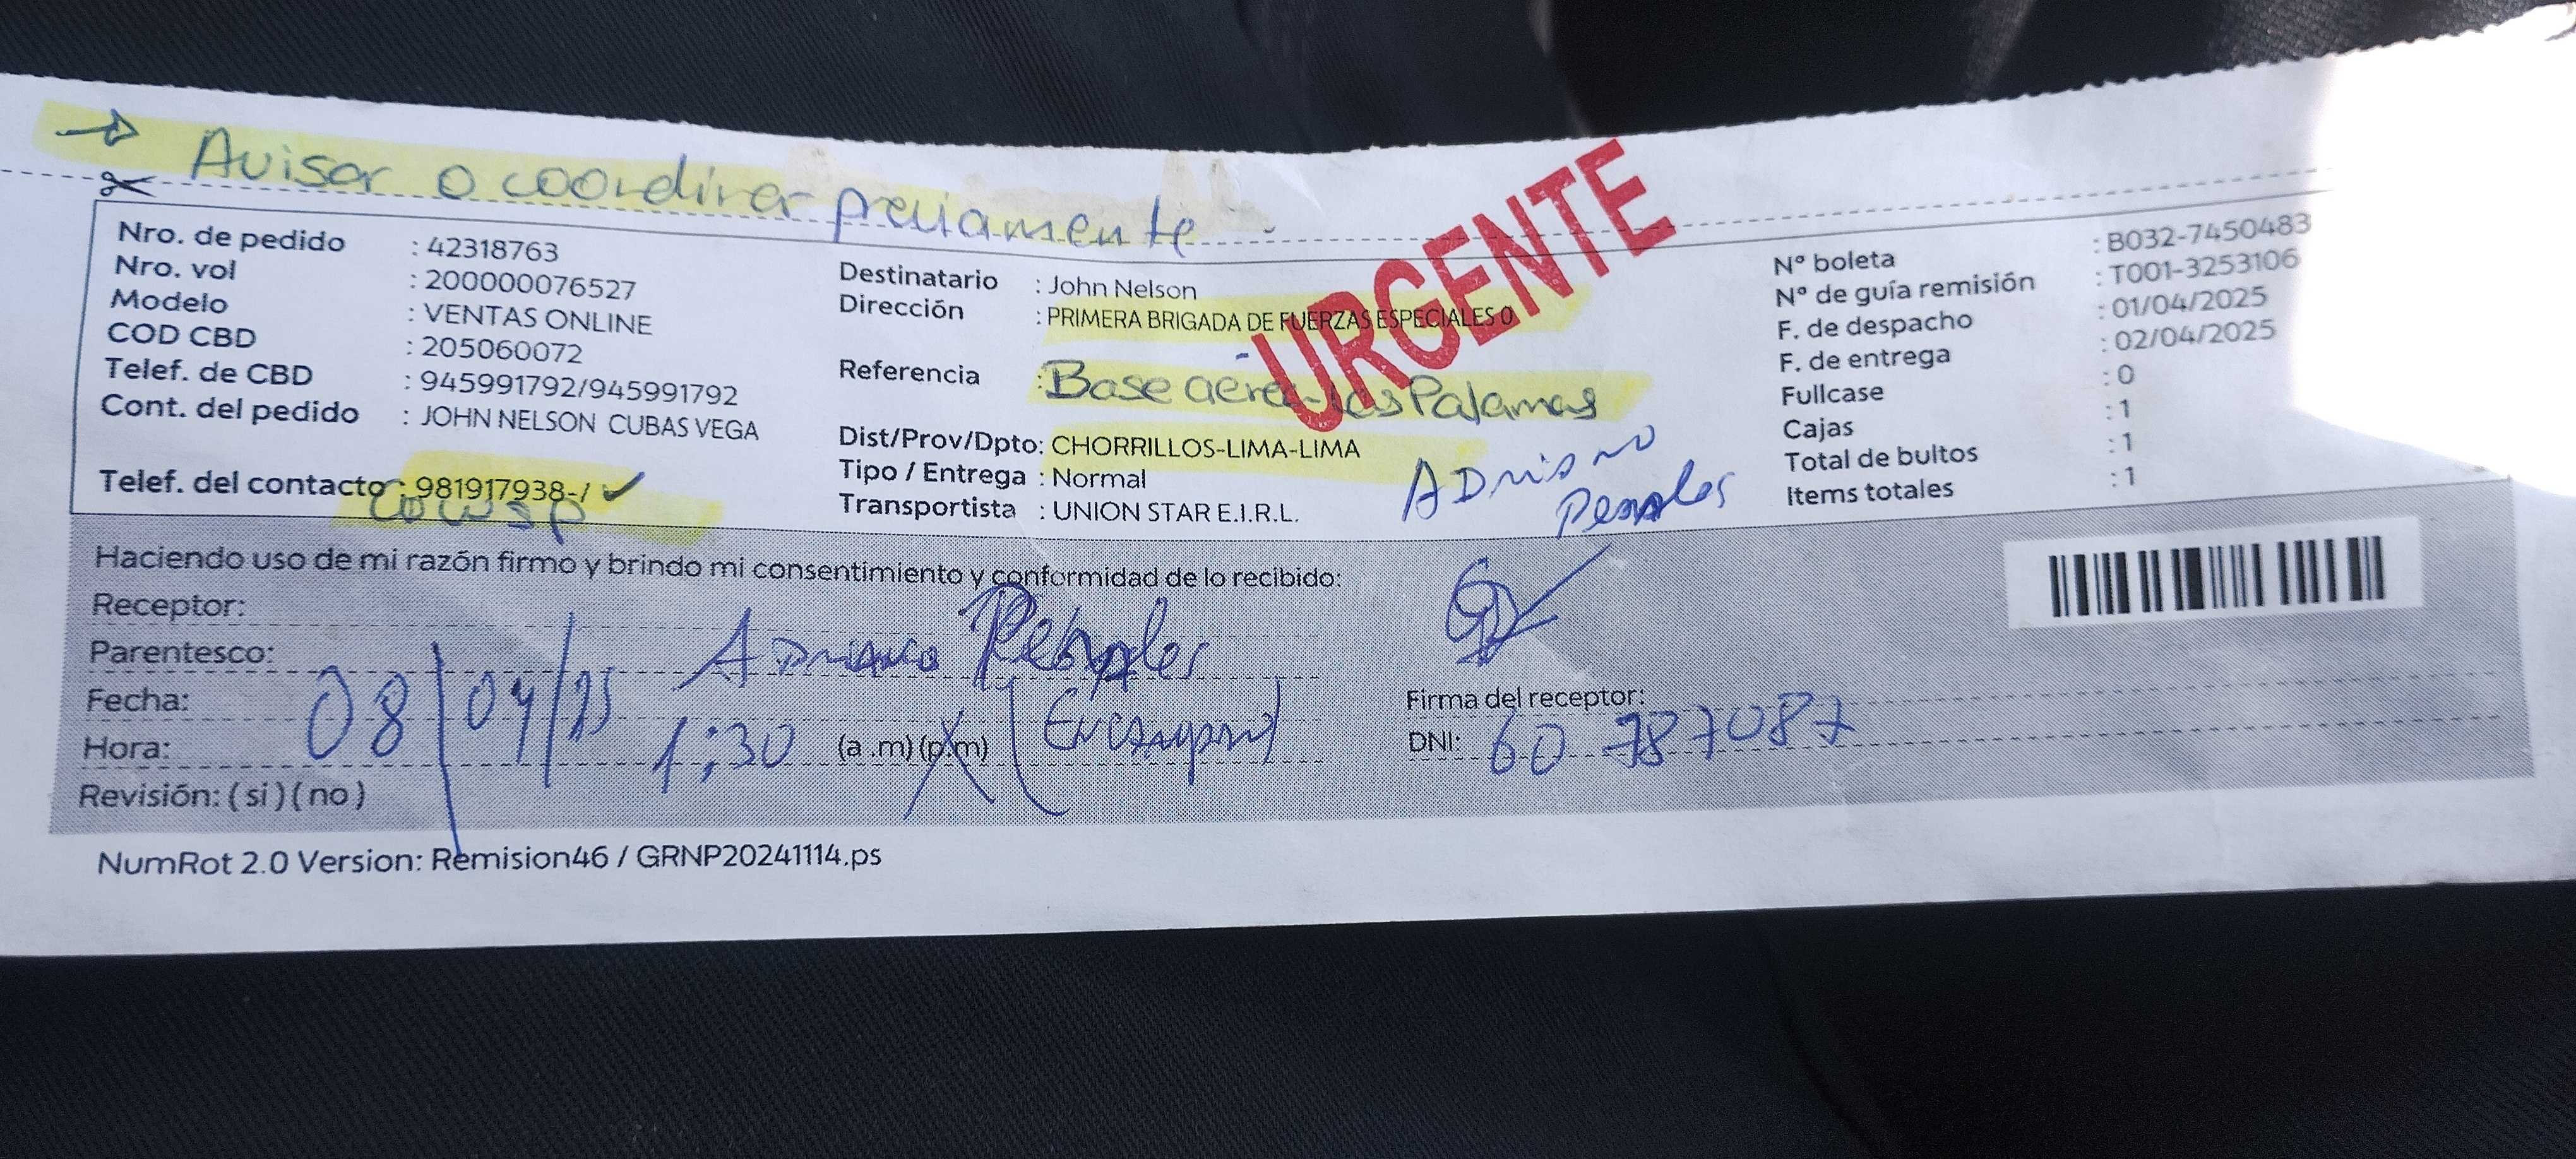 Avisar o coordinar previamente
Nro. de pedido : 42318763
Nro. vol : 200000076527
Modelo : VENTAS ONLINE
COD CBD : 205060072
Telef. de CBD : 945991792/945991792
Cont. del pedido : JOHN NELSON CUBAS VEGA
Telef. del contacto : 981917938-/
Destinatario : John Nelson
Dirección : PRIMERA BRIGADA DE FUERZAS ESPECIALES 0
Referencia : Base aérea Las Palamas
Dist/Prov/Dpto: CHORRILLOS-LIMA-LIMA
Tipo / Entrega : Normal
Transportista : UNION STAR E.I.R.L.
URGENTE
Nº boleta : B032-7450483
Nº de guía remisión : T001-3253106
F. de despacho : 01/04/2025
F. de entrega : 02/04/2025
Fullcase : 0
Cajas : 1
Total de bultos : 1
Items totales : 1
Haciendo uso de mi razón firmo y brindo mi consentimiento y conformidad de lo recibido:
Receptor:
Parentesco:
Fecha: 08/04/25
Hora: 1:30 (a.m)(p.m)
Revisión: (si)(no)
Firma del receptor:
DNI: 60787087
NumRot 2.0 Version: Remision46 / GRNP20241114.ps